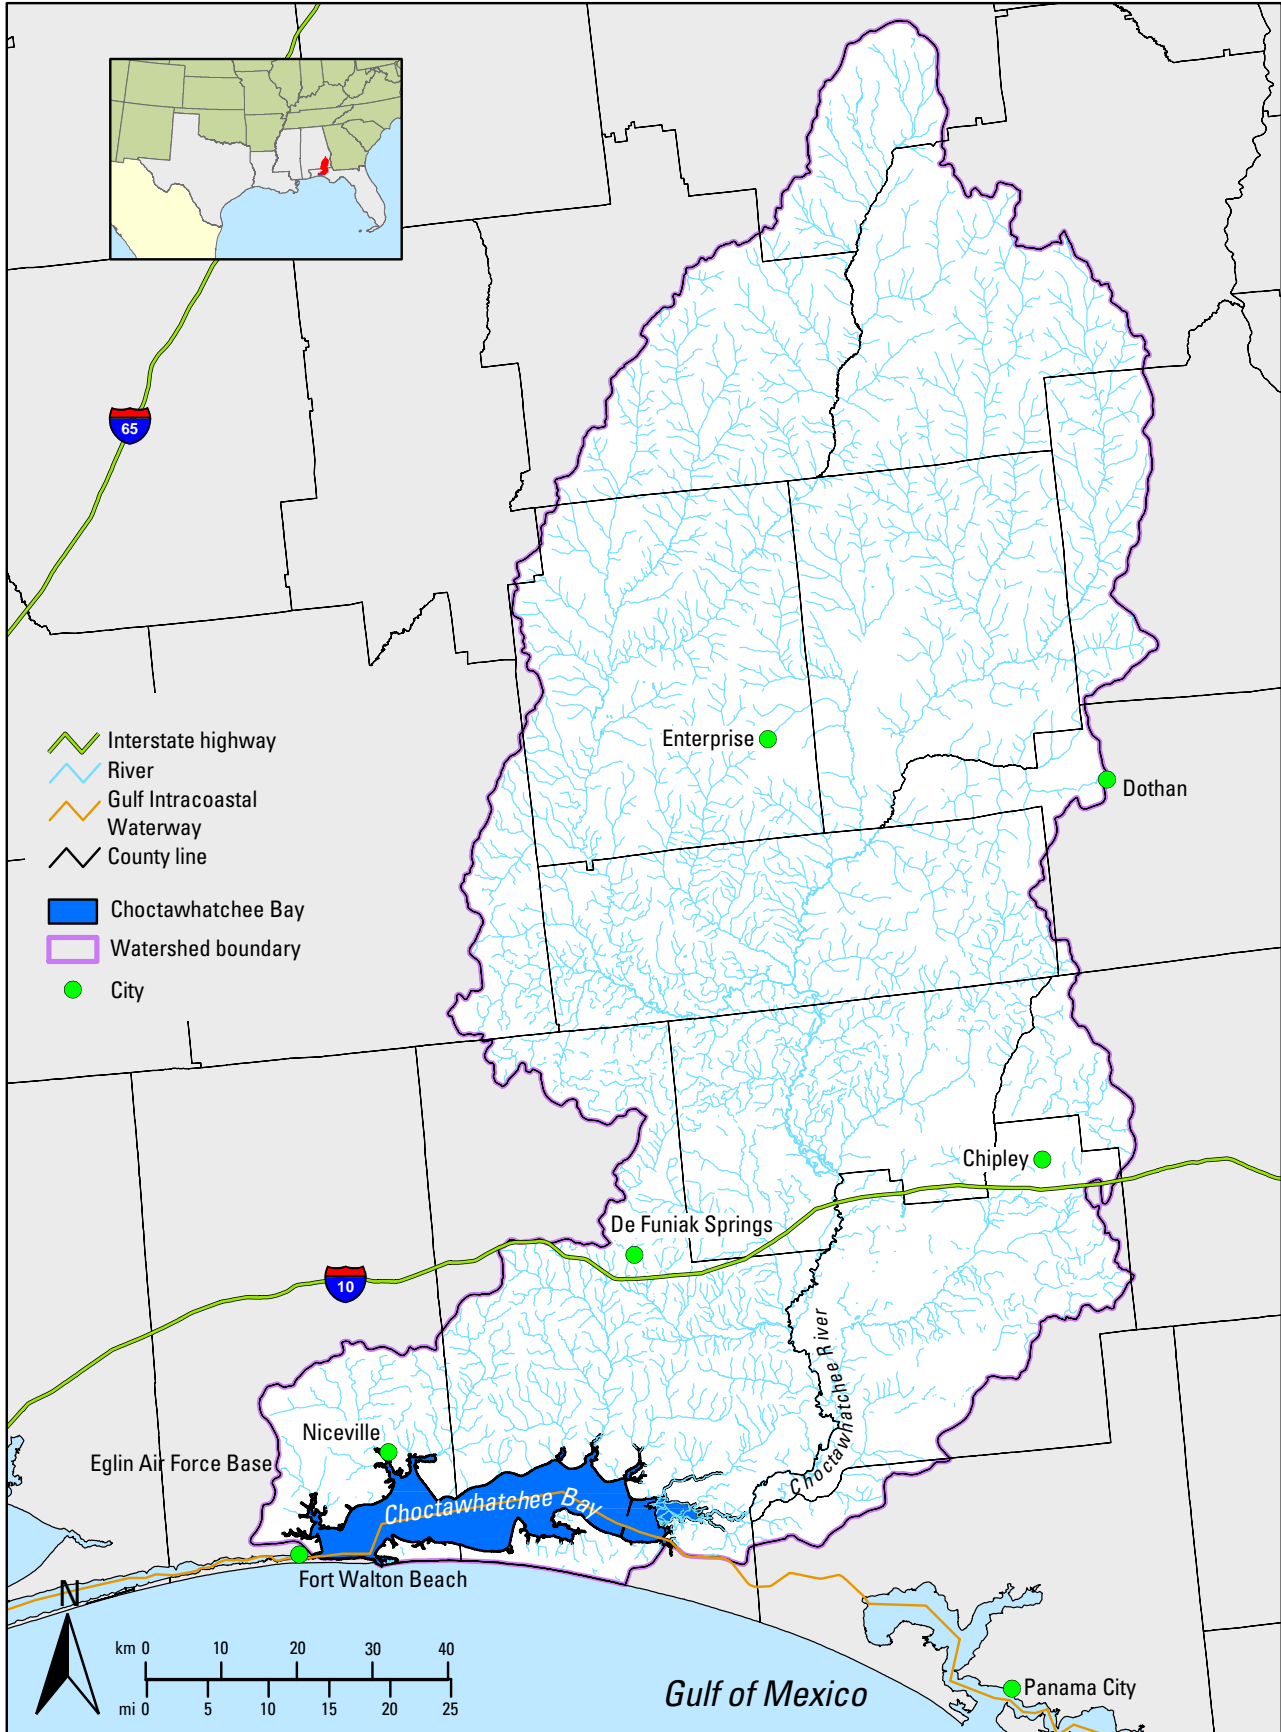 65
Interstate highway
River
Gulf Intracoastal
Waterway
County line
Choctawhatchee Bay
Watershed boundary
City
Enterprise
Dothan
Chipley
De Funiak Springs
10
Choctawhatchee River
Niceville
Eglin Air Force Base
Choctawhatchee Bay
Fort Walton Beach
N
km 0 10 20 30 40
mi 0 5 10 15 20 25
Gulf of Mexico
Panama City